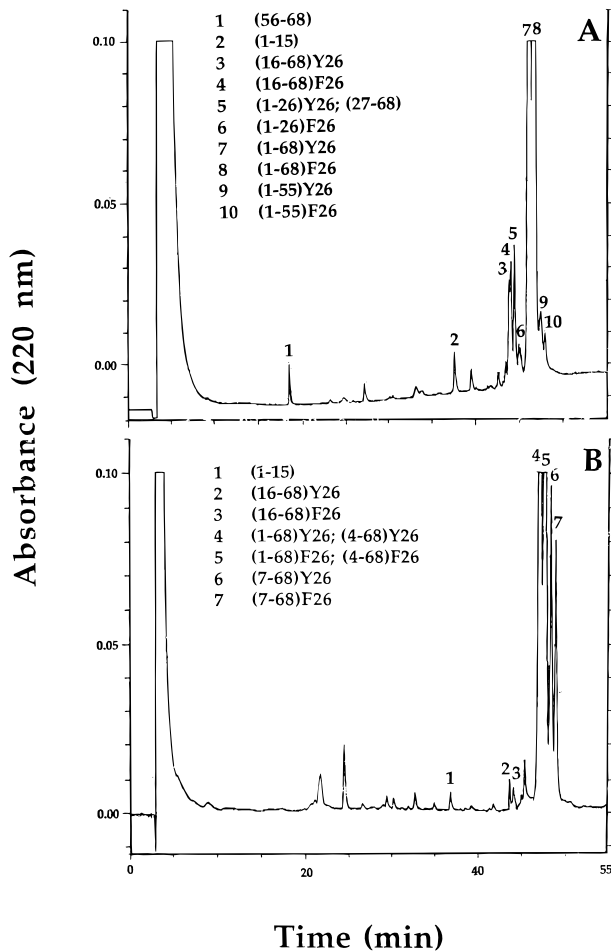 A
1 (56-68)
2 (1-15)
3 (16-68)Y26
4 (16-68)F26
5 (1-26)Y26; (27-68)
6 (1-26)F26
7 (1-68)Y26
8 (1-68)F26
9 (1-55)Y26
10 (1-55)F26
0.10
0.05
0.00
1
2
3
4
5
6
78
9
10
B
1 (1-15)
2 (16-68)Y26
3 (16-68)F26
4 (1-68)Y26; (4-68)Y26
5 (1-68)F26; (4-68)F26
6 (7-68)Y26
7 (7-68)F26
0.10
0.05
0.00
1
2
3
45
6
7
0
20
40
55
Absorbance (220 nm)
Time (min)